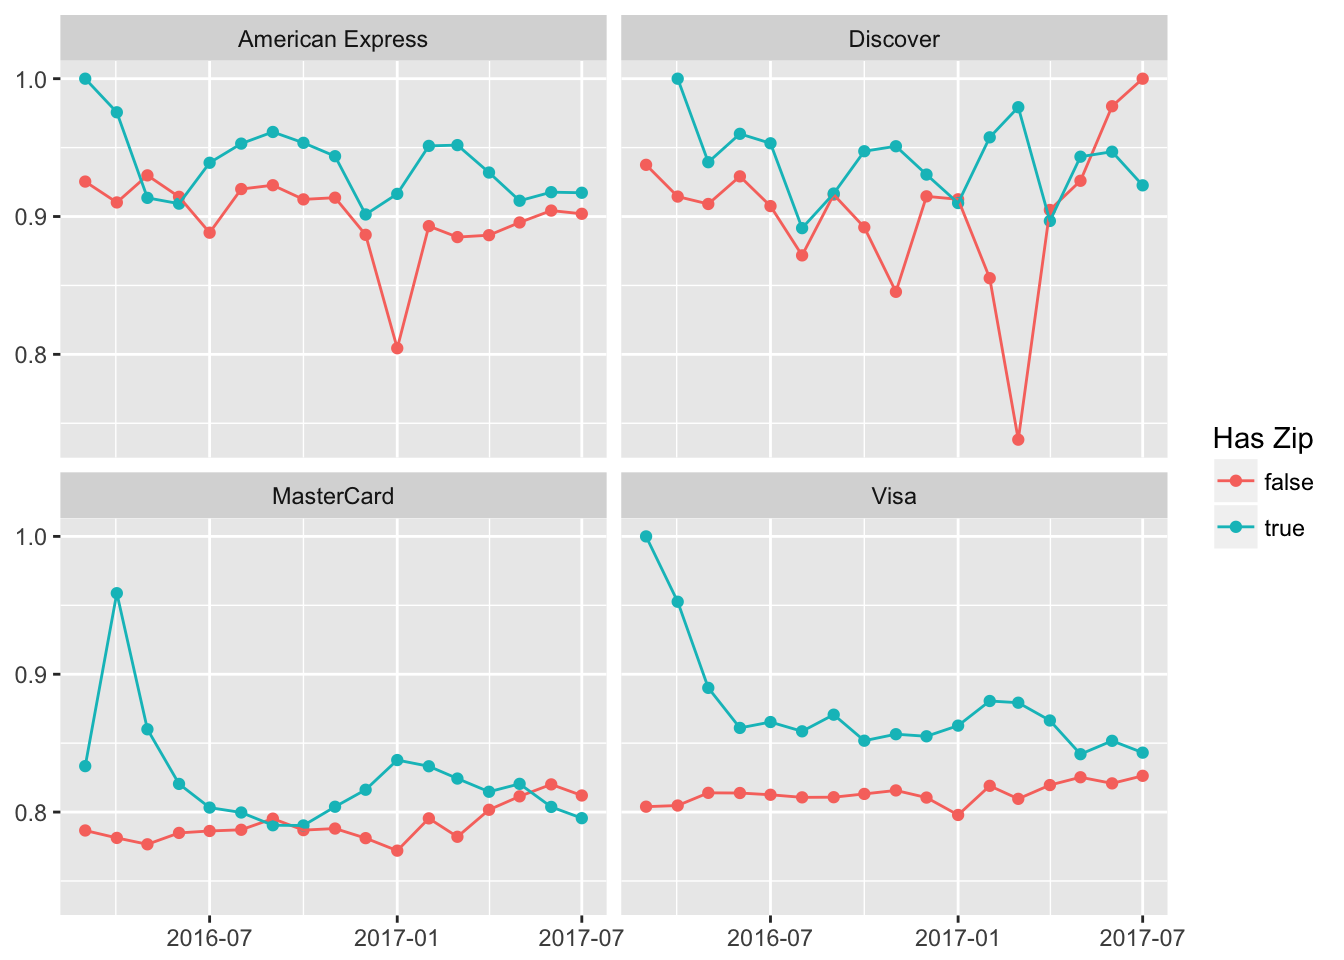 American Express
Discover
1.0
0.9
0.8
MasterCard
Visa
1.0
0.9
0.8
2016-07
2017-01
2017-07
2016-07
2017-01
2017-07
Has Zip
false
true